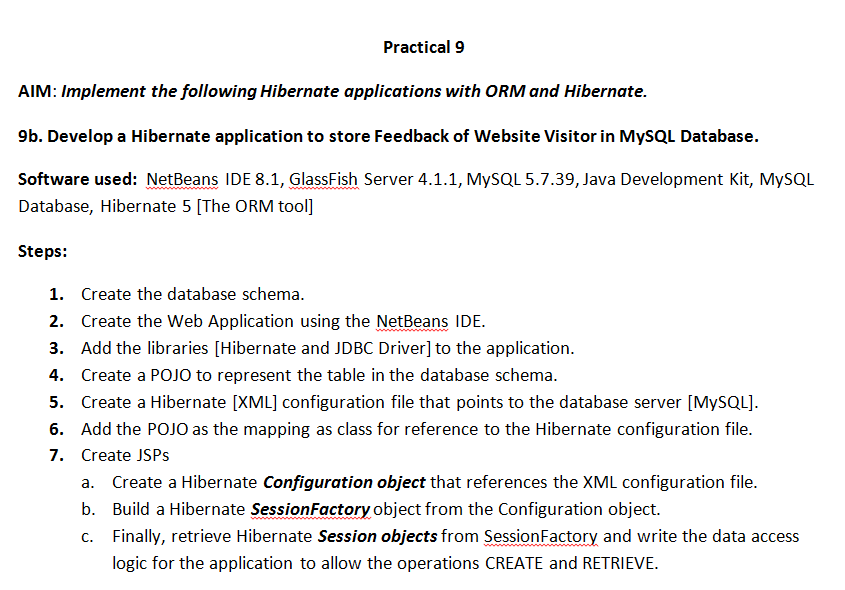 Practical 9
AIM: Implement the following Hibernate applications with ORM and Hibernate.
9b. Develop a Hibernate application to store Feedback of Website Visitor in MySQL Database.
Software used: NetBeans IDE 8.1, GlassFish Server 4.1.1, MySQL 5.7.39, Java Development Kit, MySQL
Database, Hibernate 5 [The ORM tool]
Steps:
1. Create the database schema.
2. Create the Web Application using the NetBeans IDE.
3. Add the libraries [Hibernate and JDBC Driver] to the application.
4. Create a POJO to represent the table in the database schema.
5. Create a Hibernate [XML] configuration file that points to the database server [MySQL].
6. Add the POJO as the mapping as class for reference to the Hibernate configuration file.
7. Create JSPs
a. Create a Hibernate Configuration object that references the XML configuration file.
b. Build a Hibernate SessionFactory object from the Configuration object.
c. Finally, retrieve Hibernate Session objects from SessionFactory and write the data access
logic for the application to allow the operations CREATE and RETRIEVE.